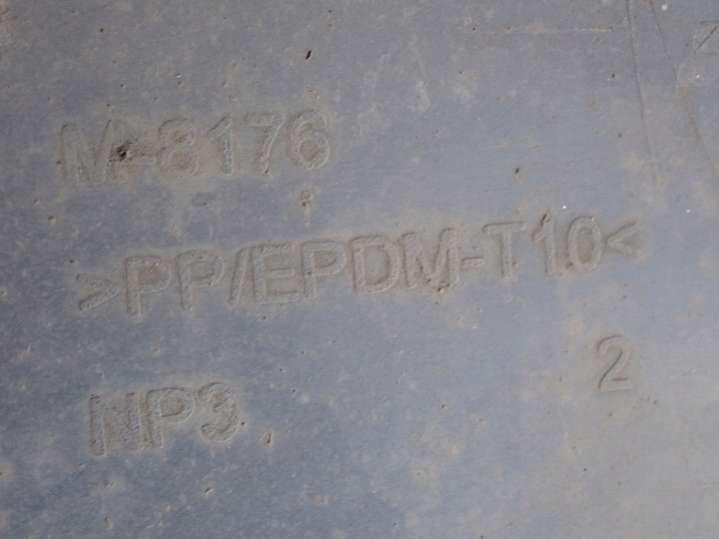 M-8176
>PP/EPDM-T10<
2
NP3